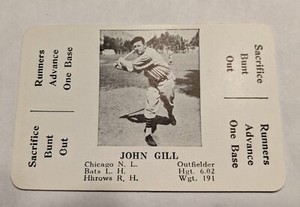 Runners
Advance
One Base
Sacrifice
Bunt
Out
JOHN GILL
Chicago N. L. Outfielder
Bats L. H. Hgt. 6.02
Hhrows R. H. Wgt. 191
Sacrifice
Bunt
Out
Runners
Advance
One Base